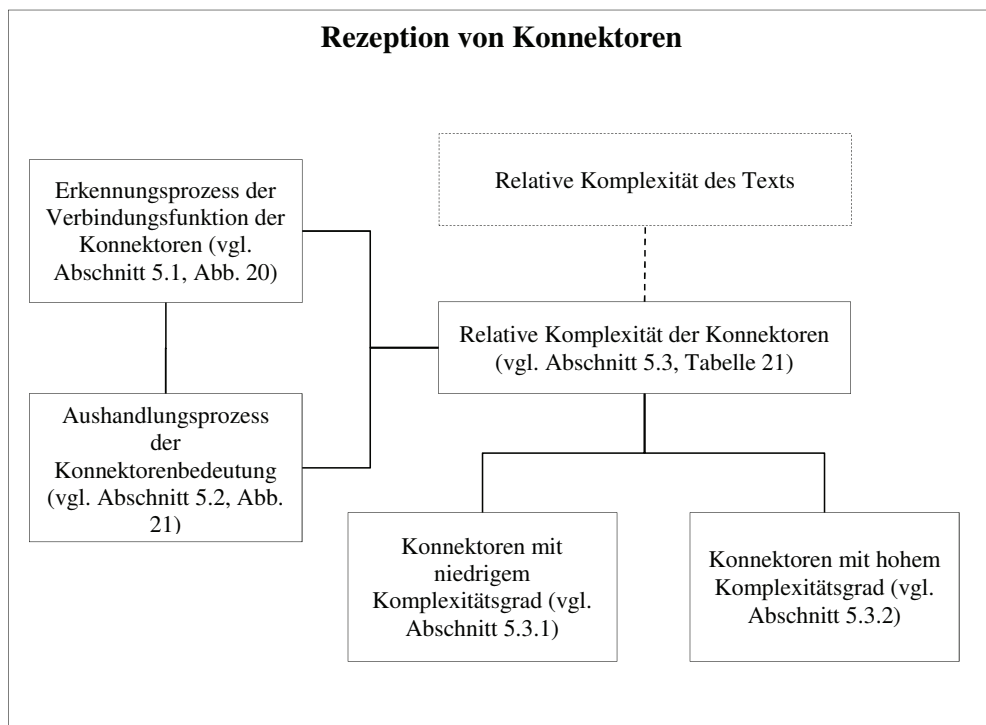 Rezeption von Konnektoren
Erkennungsprozess der
Verbindungsfunktion der
Konnektoren (vgl.
Abschnitt 5.1, Abb. 20)
Relative Komplexität des Texts
Relative Komplexität der Konnektoren
(vgl. Abschnitt 5.3, Tabelle 21)
Aushandlungsprozess
der
Konnektorenbedeutung
(vgl. Abschnitt 5.2, Abb.
21)
Konnektoren mit
niedrigem
Komplexitätsgrad (vgl.
Abschnitt 5.3.1)
Konnektoren mit hohem
Komplexitätsgrad (vgl.
Abschnitt 5.3.2)